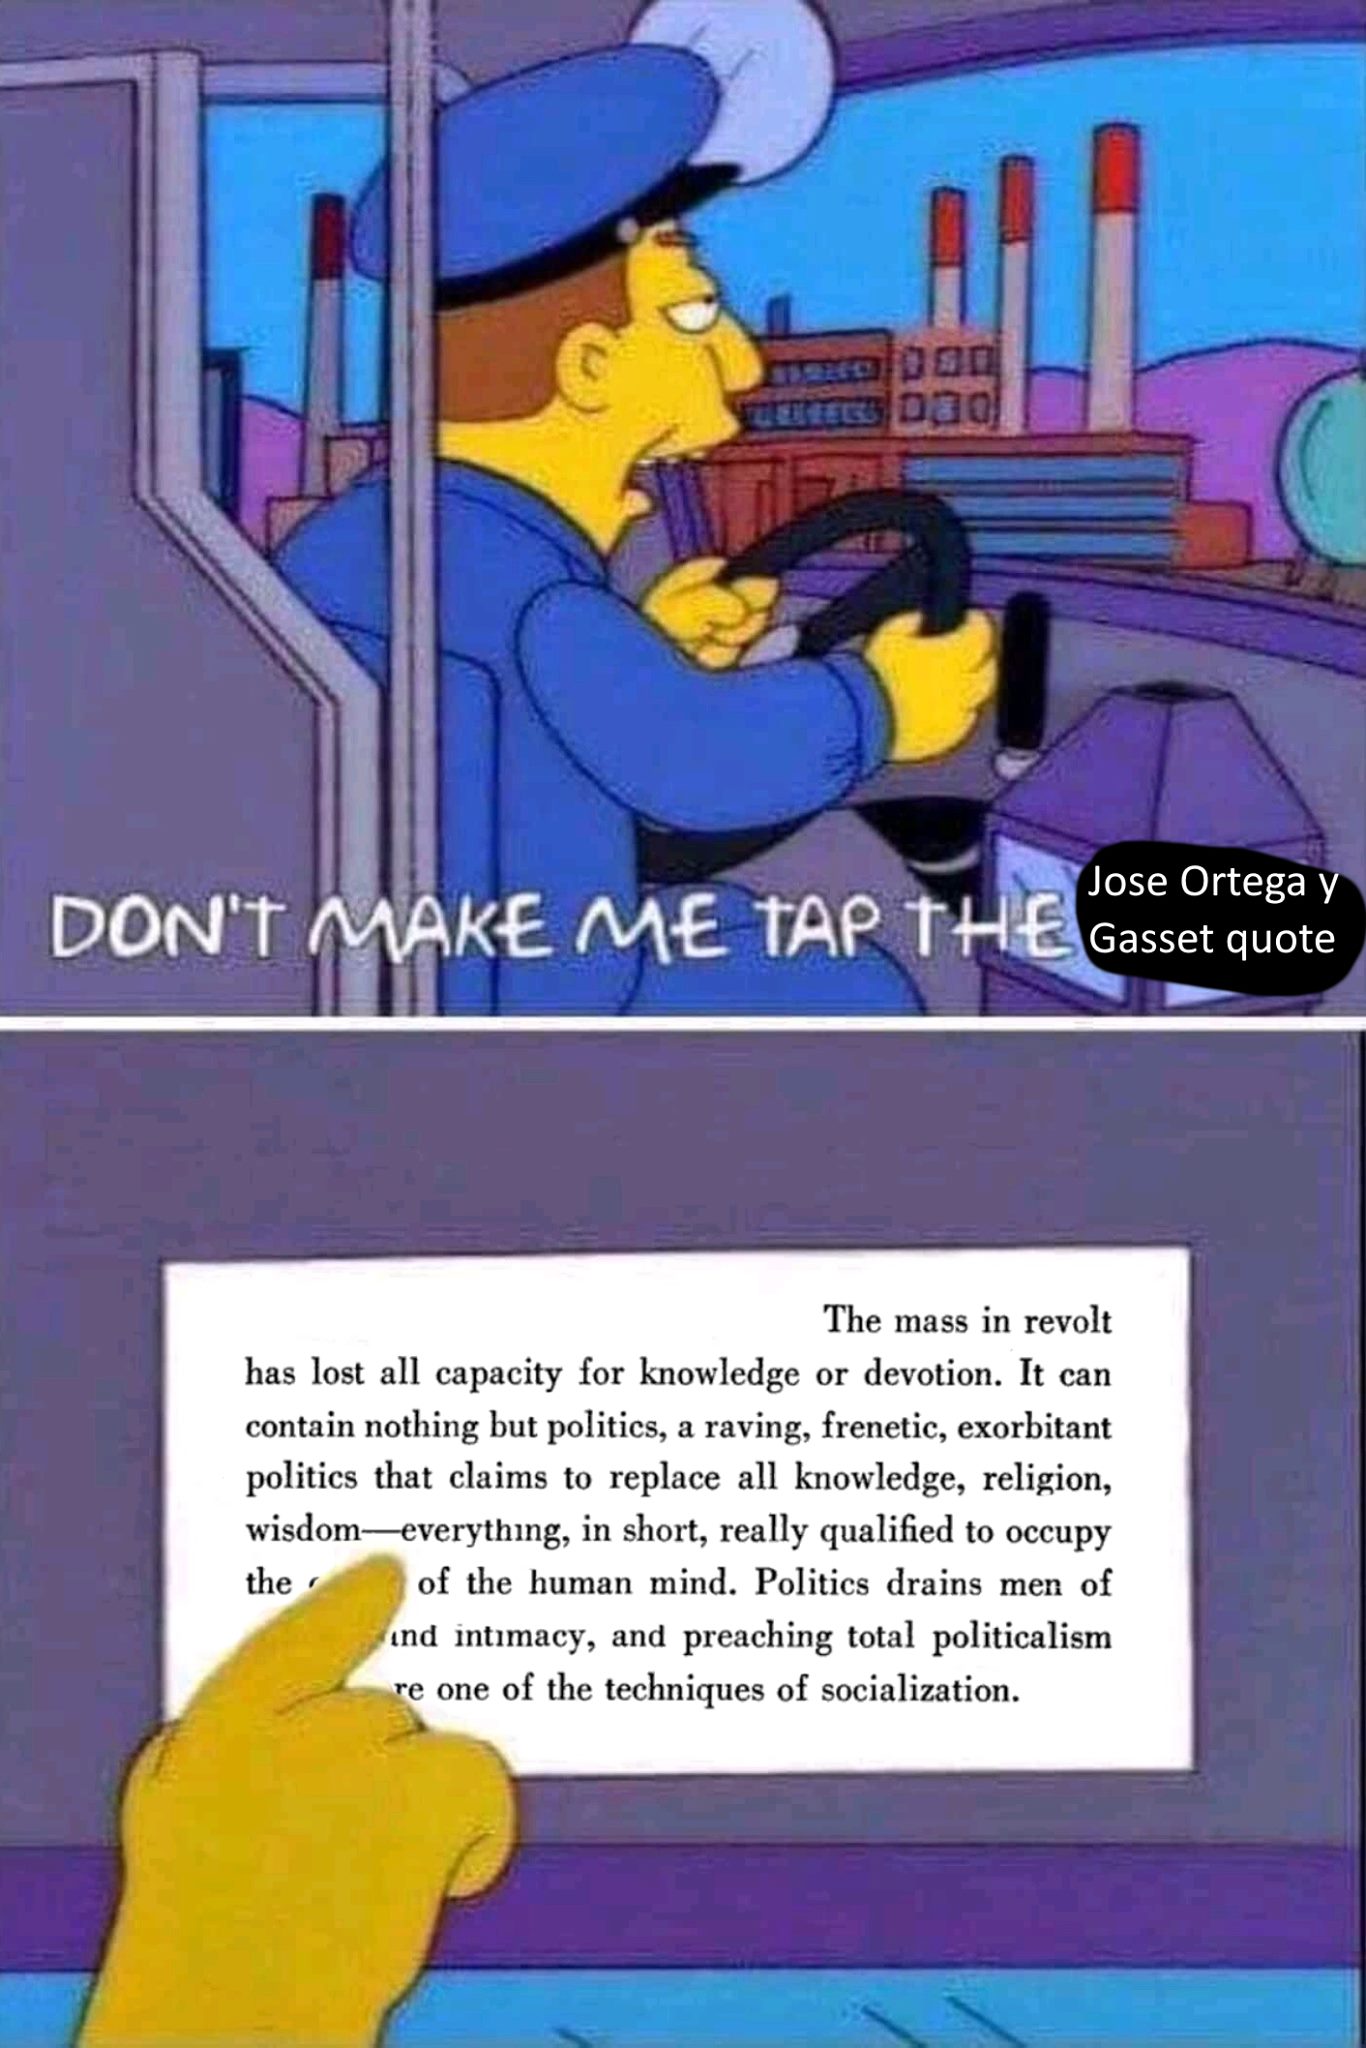 DON'T MAKE ME TAP THE
Jose Ortega y
Gasset quote
The mass in revolt
has lost all capacity for knowledge or devotion. It can
contain nothing but politics, a raving, frenetic, exorbitant
politics that claims to replace all knowledge, religion,
wisdom—everything, in short, really qualified to occupy
the of the human mind. Politics drains men of
and intimacy, and preaching total politicalism
one of the techniques of socialization.